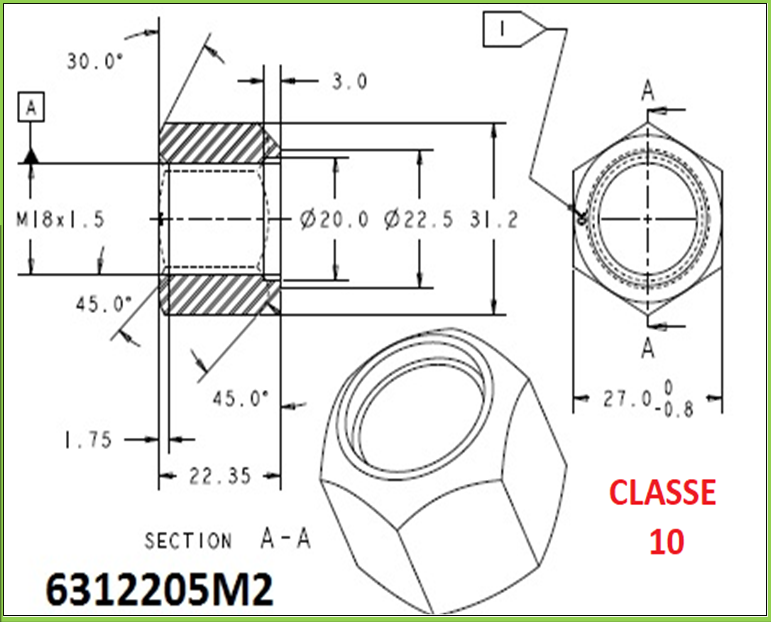 1
30.0°
3.0
A
A
M18x1.5
Ø20.0
Ø22.5
31.2
45.0°
A
45.0°
27.0 0
-0.8
1.75
22.35
CLASSE
10
SECTION A-A
6312205M2